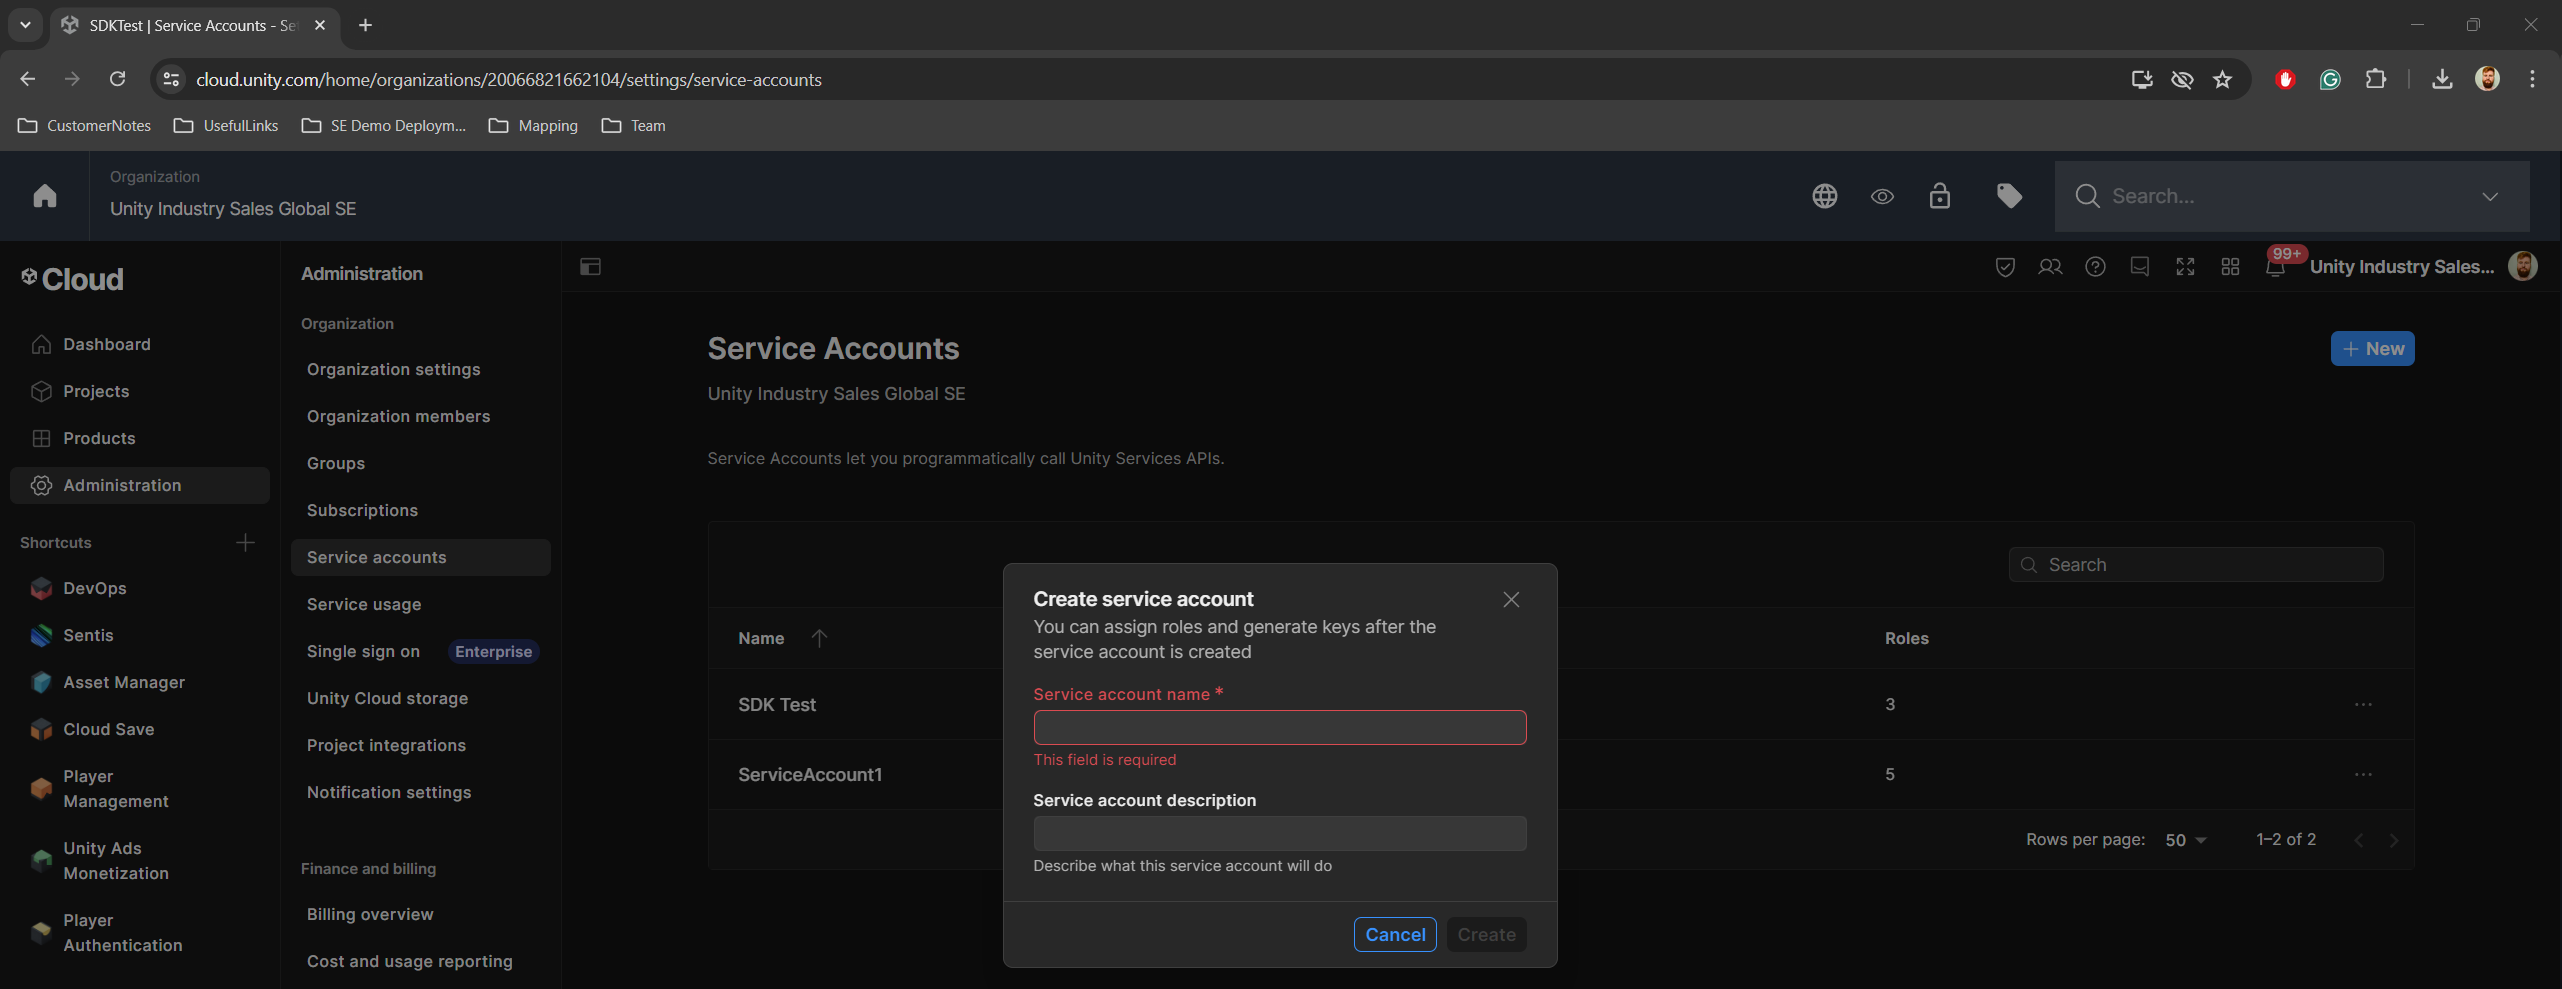 SDKTest | Service Accounts - Se
cloud.unity.com/home/organizations/20066821662104/settings/service-accounts
CustomerNotes
UsefulLinks
SE Demo Deploym...
Mapping
Team
Organization
Unity Industry Sales Global SE
Search...
Cloud
Dashboard
Projects
Products
Administration
Shortcuts
DevOps
Sentis
Asset Manager
Cloud Save
Player
Management
Unity Ads
Monetization
Player
Authentication
Administration
Organization
Organization settings
Organization members
Groups
Subscriptions
Service accounts
Service usage
Single sign on
Enterprise
Unity Cloud storage
Project integrations
Notification settings
Finance and billing
Billing overview
Cost and usage reporting
99+
Unity Industry Sales...
Service Accounts
+ New
Unity Industry Sales Global SE
Service Accounts let you programmatically call Unity Services APIs.
Search
Name
Roles
SDK Test
3
ServiceAccount1
5
Rows per page:
50
1–2 of 2
Create service account
You can assign roles and generate keys after the
service account is created
Service account name *
This field is required
Service account description
Describe what this service account will do
Cancel
Create